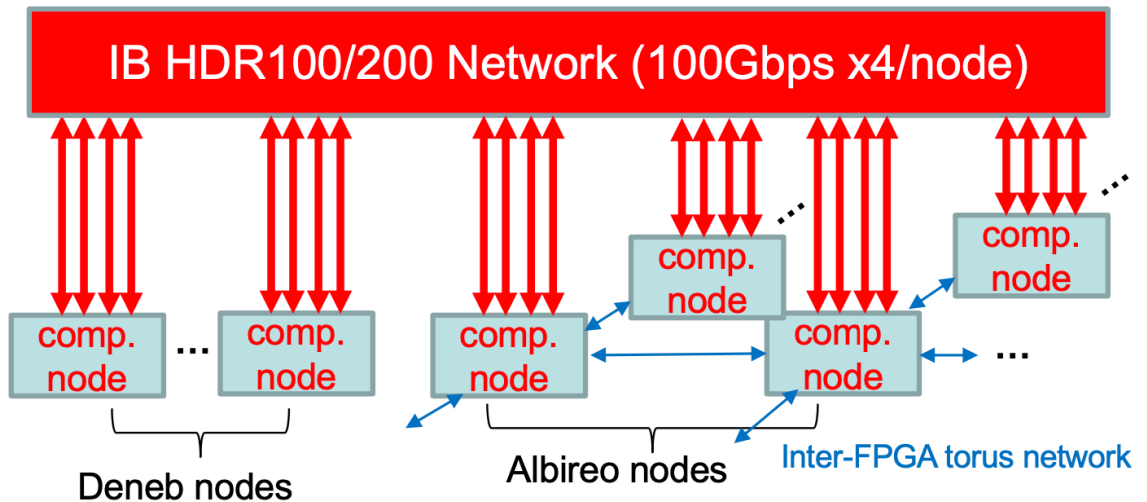 IB HDR100/200 Network (100Gbps x4/node)
comp.
node
...
comp.
node
comp.
node
comp.
node
...
comp.
node
...
comp.
node
...
Deneb nodes
Albireo nodes
Inter-FPGA torus network